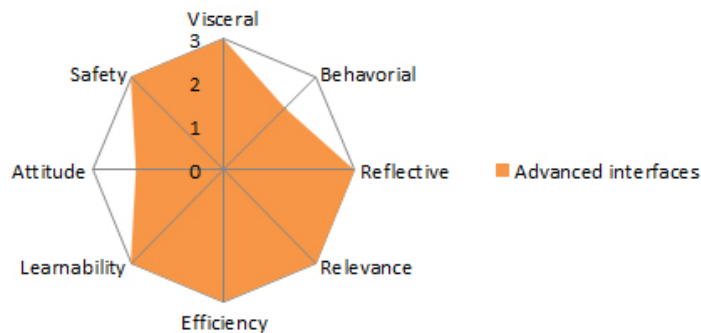 Visceral
3
Safety
Behavorial
2
1
Attitude
0
Reflective
Advanced interfaces
Learnability
Relevance
Efficiency